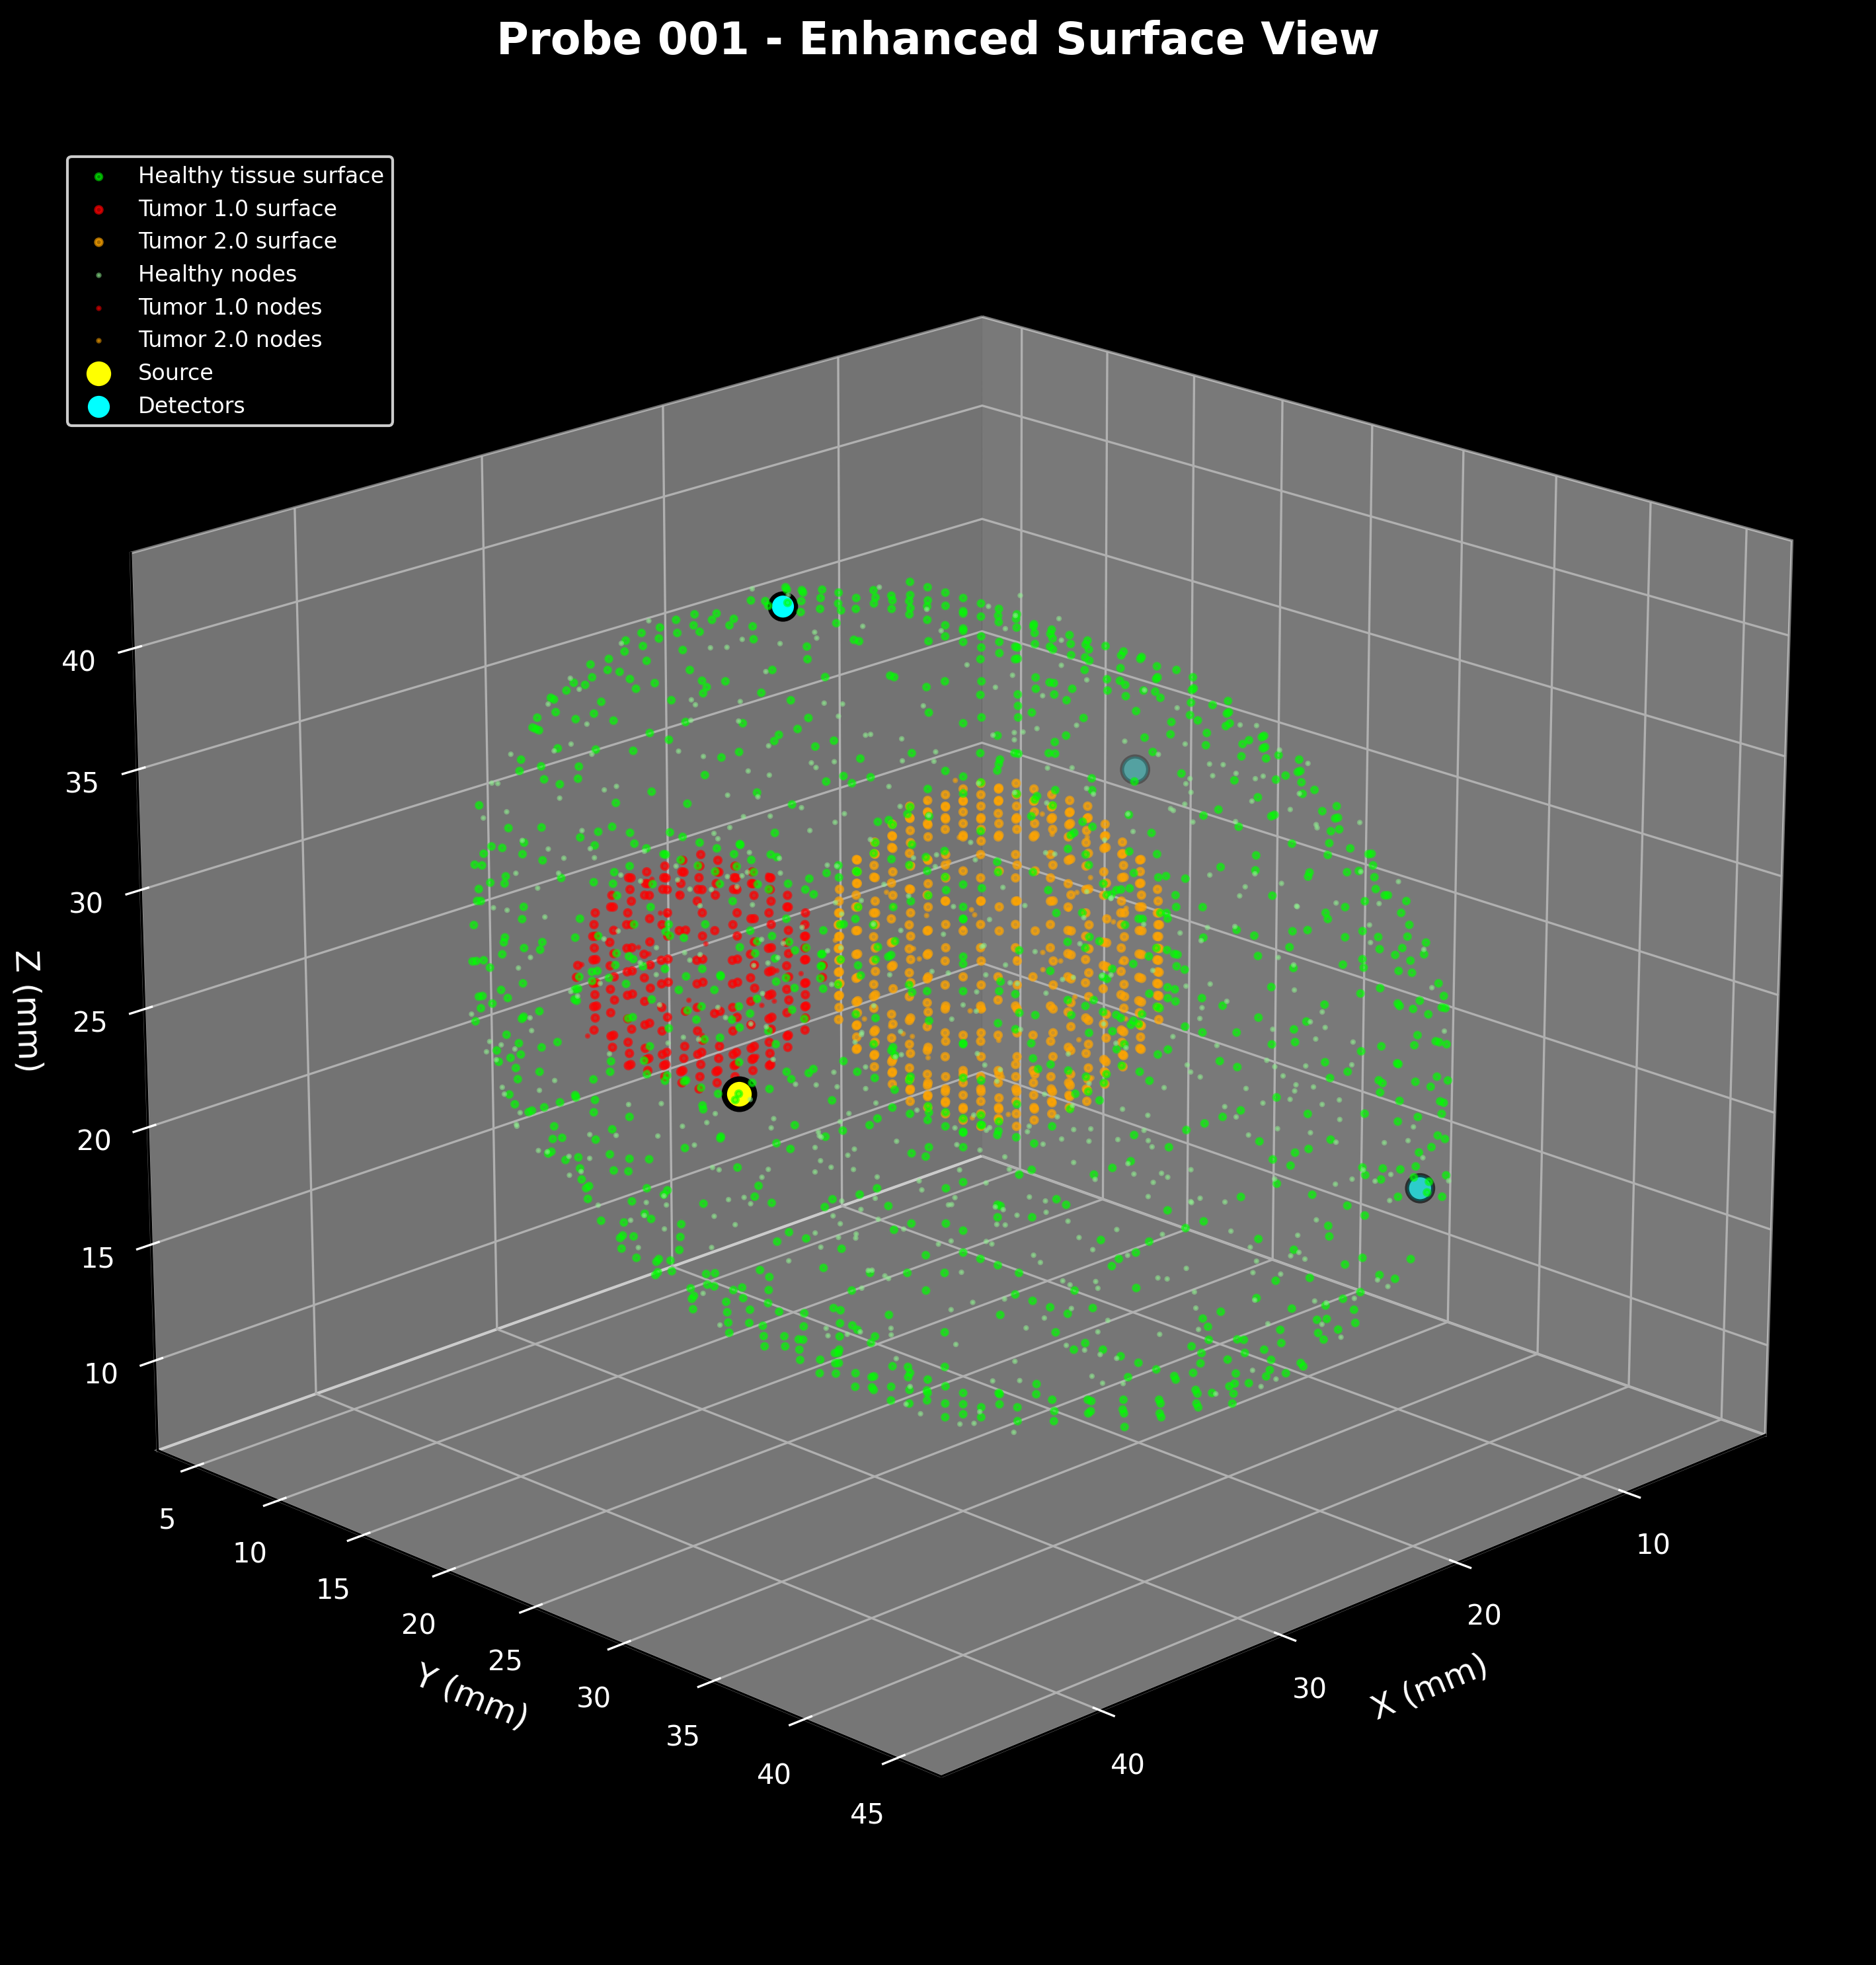 Probe 001 - Enhanced Surface View
Healthy tissue surface
Tumor 1.0 surface
Tumor 2.0 surface
Healthy nodes
Tumor 1.0 nodes
Tumor 2.0 nodes
Source
Detectors
40
35
30
25
20
15
10
Z (mm)
5
10
15
20
25
30
35
40
45
Y (mm)
10
20
30
40
X (mm)